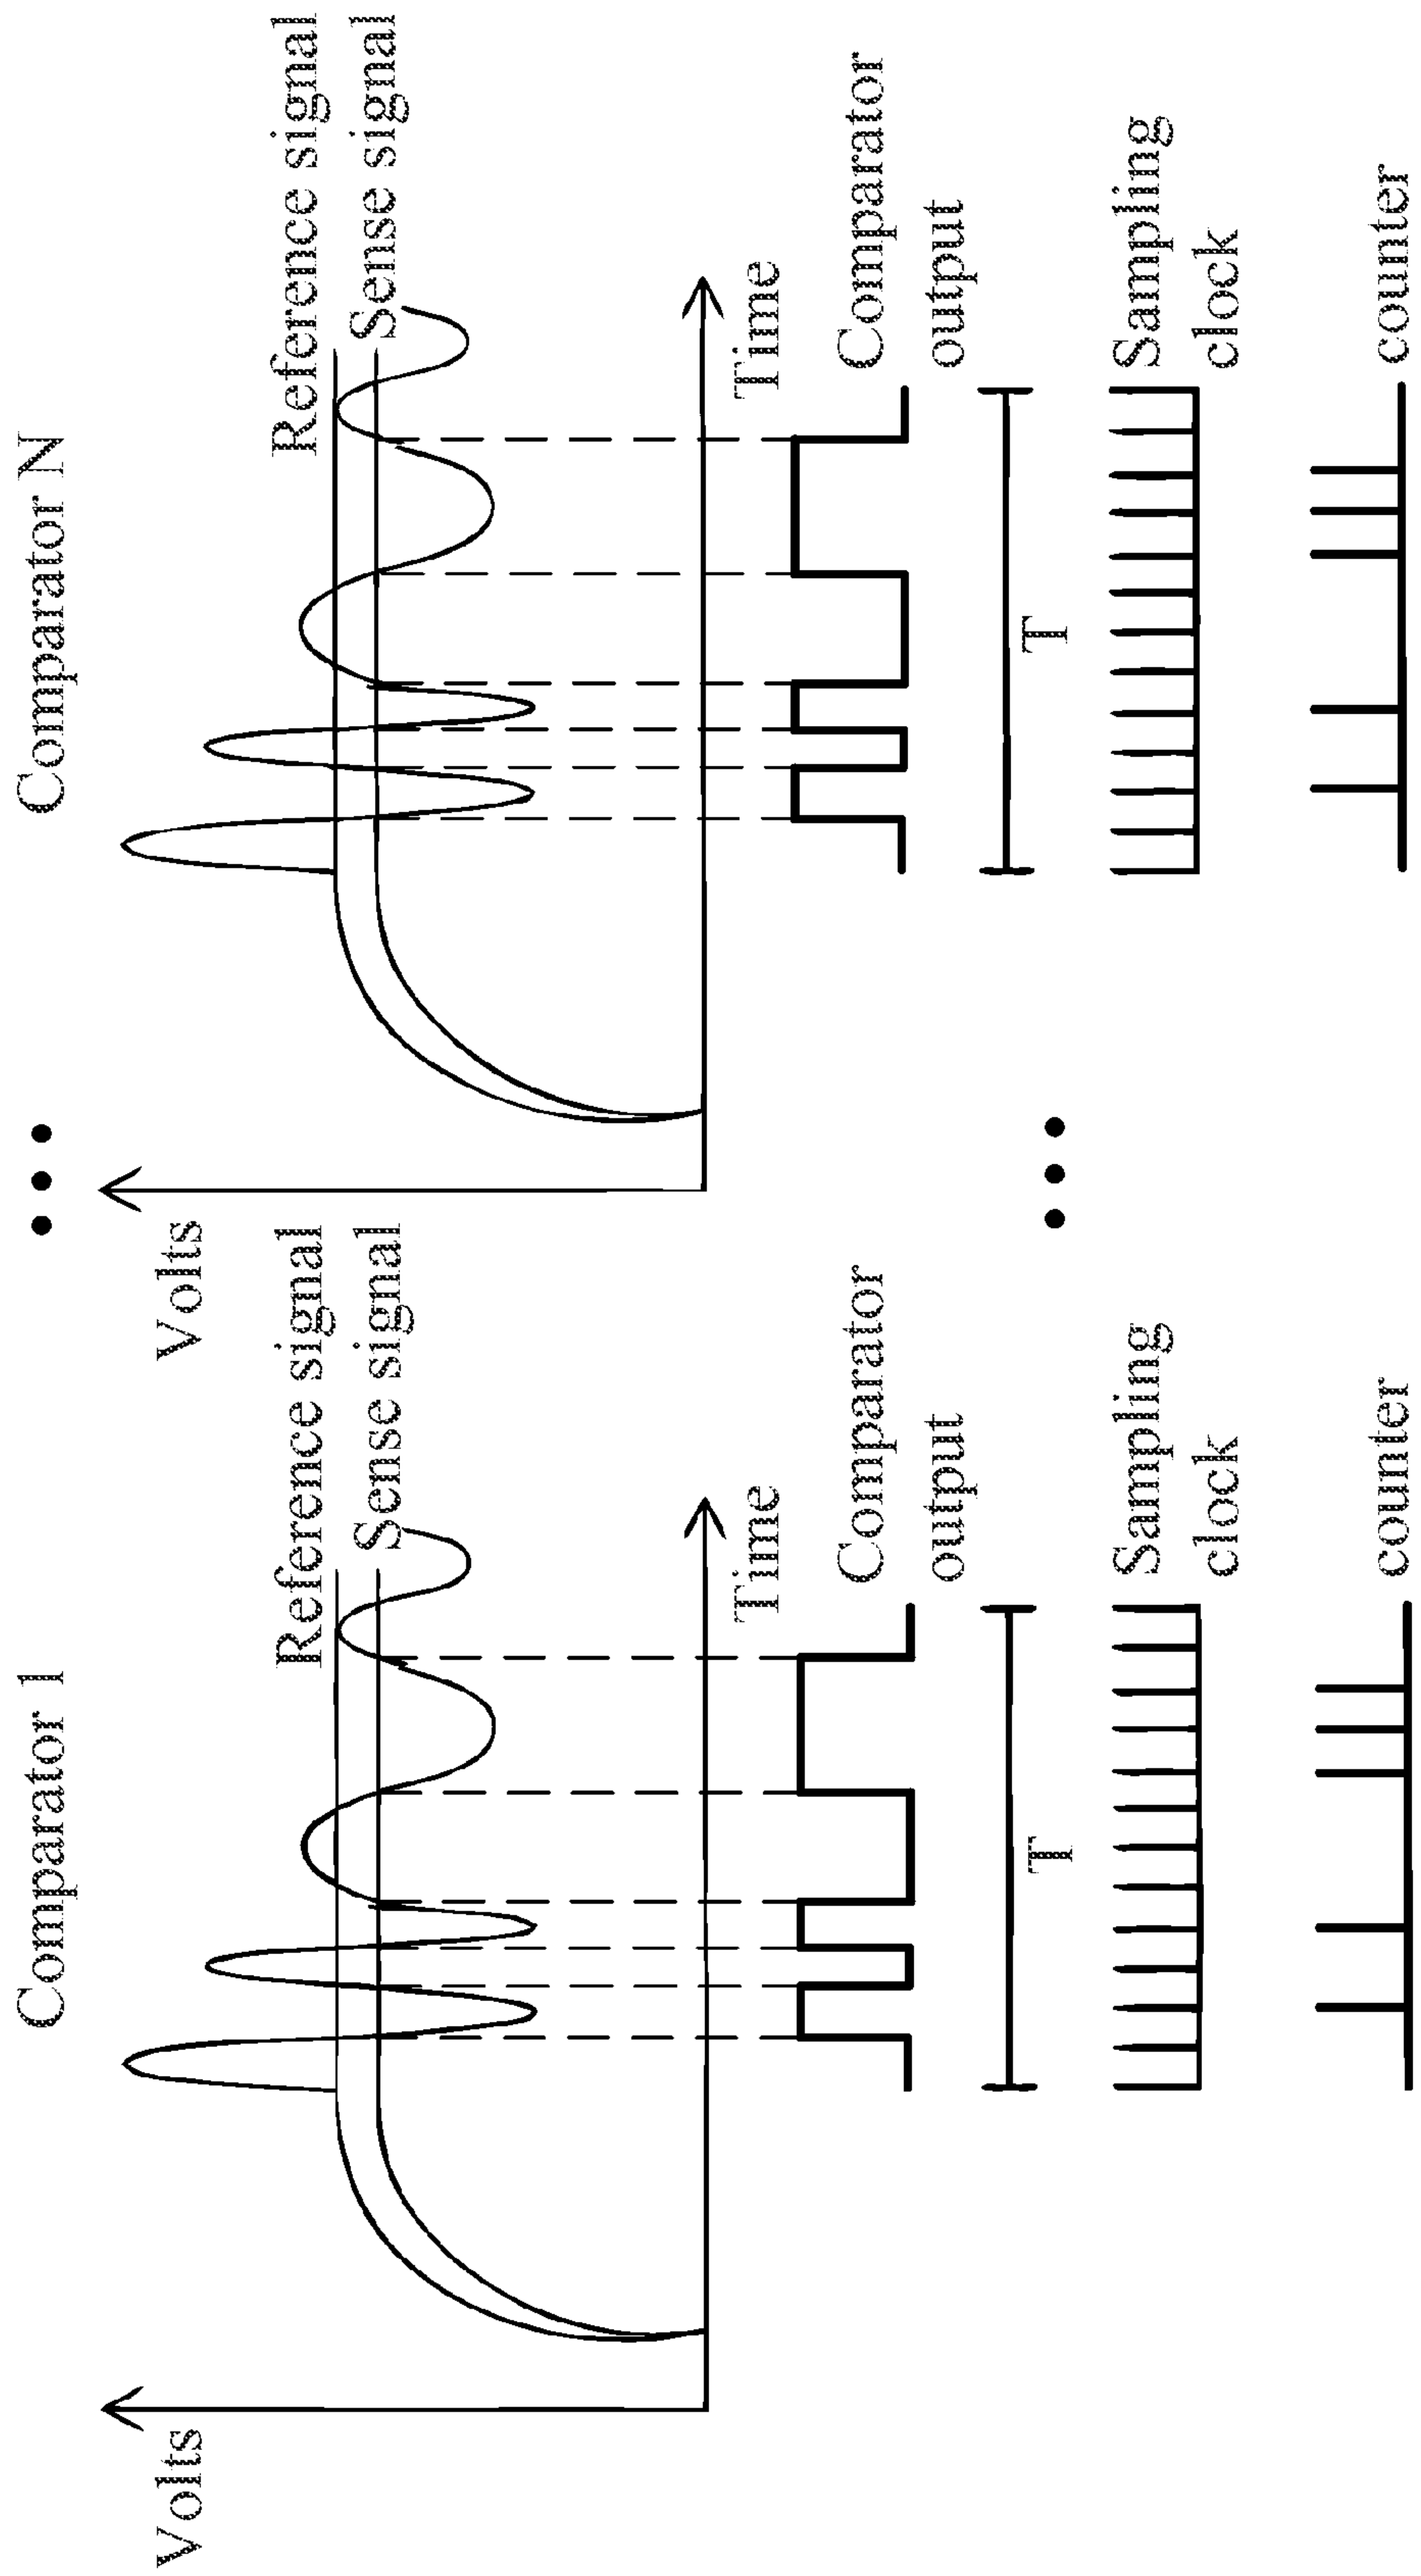 Comparator 1
Volts
Reference signal
Sense signal
Time
Comparator
output
T
Sampling
clock
counter
Comparator N
Volts
Reference signal
Sense signal
Time
Comparator
output
T
Sampling
clock
counter